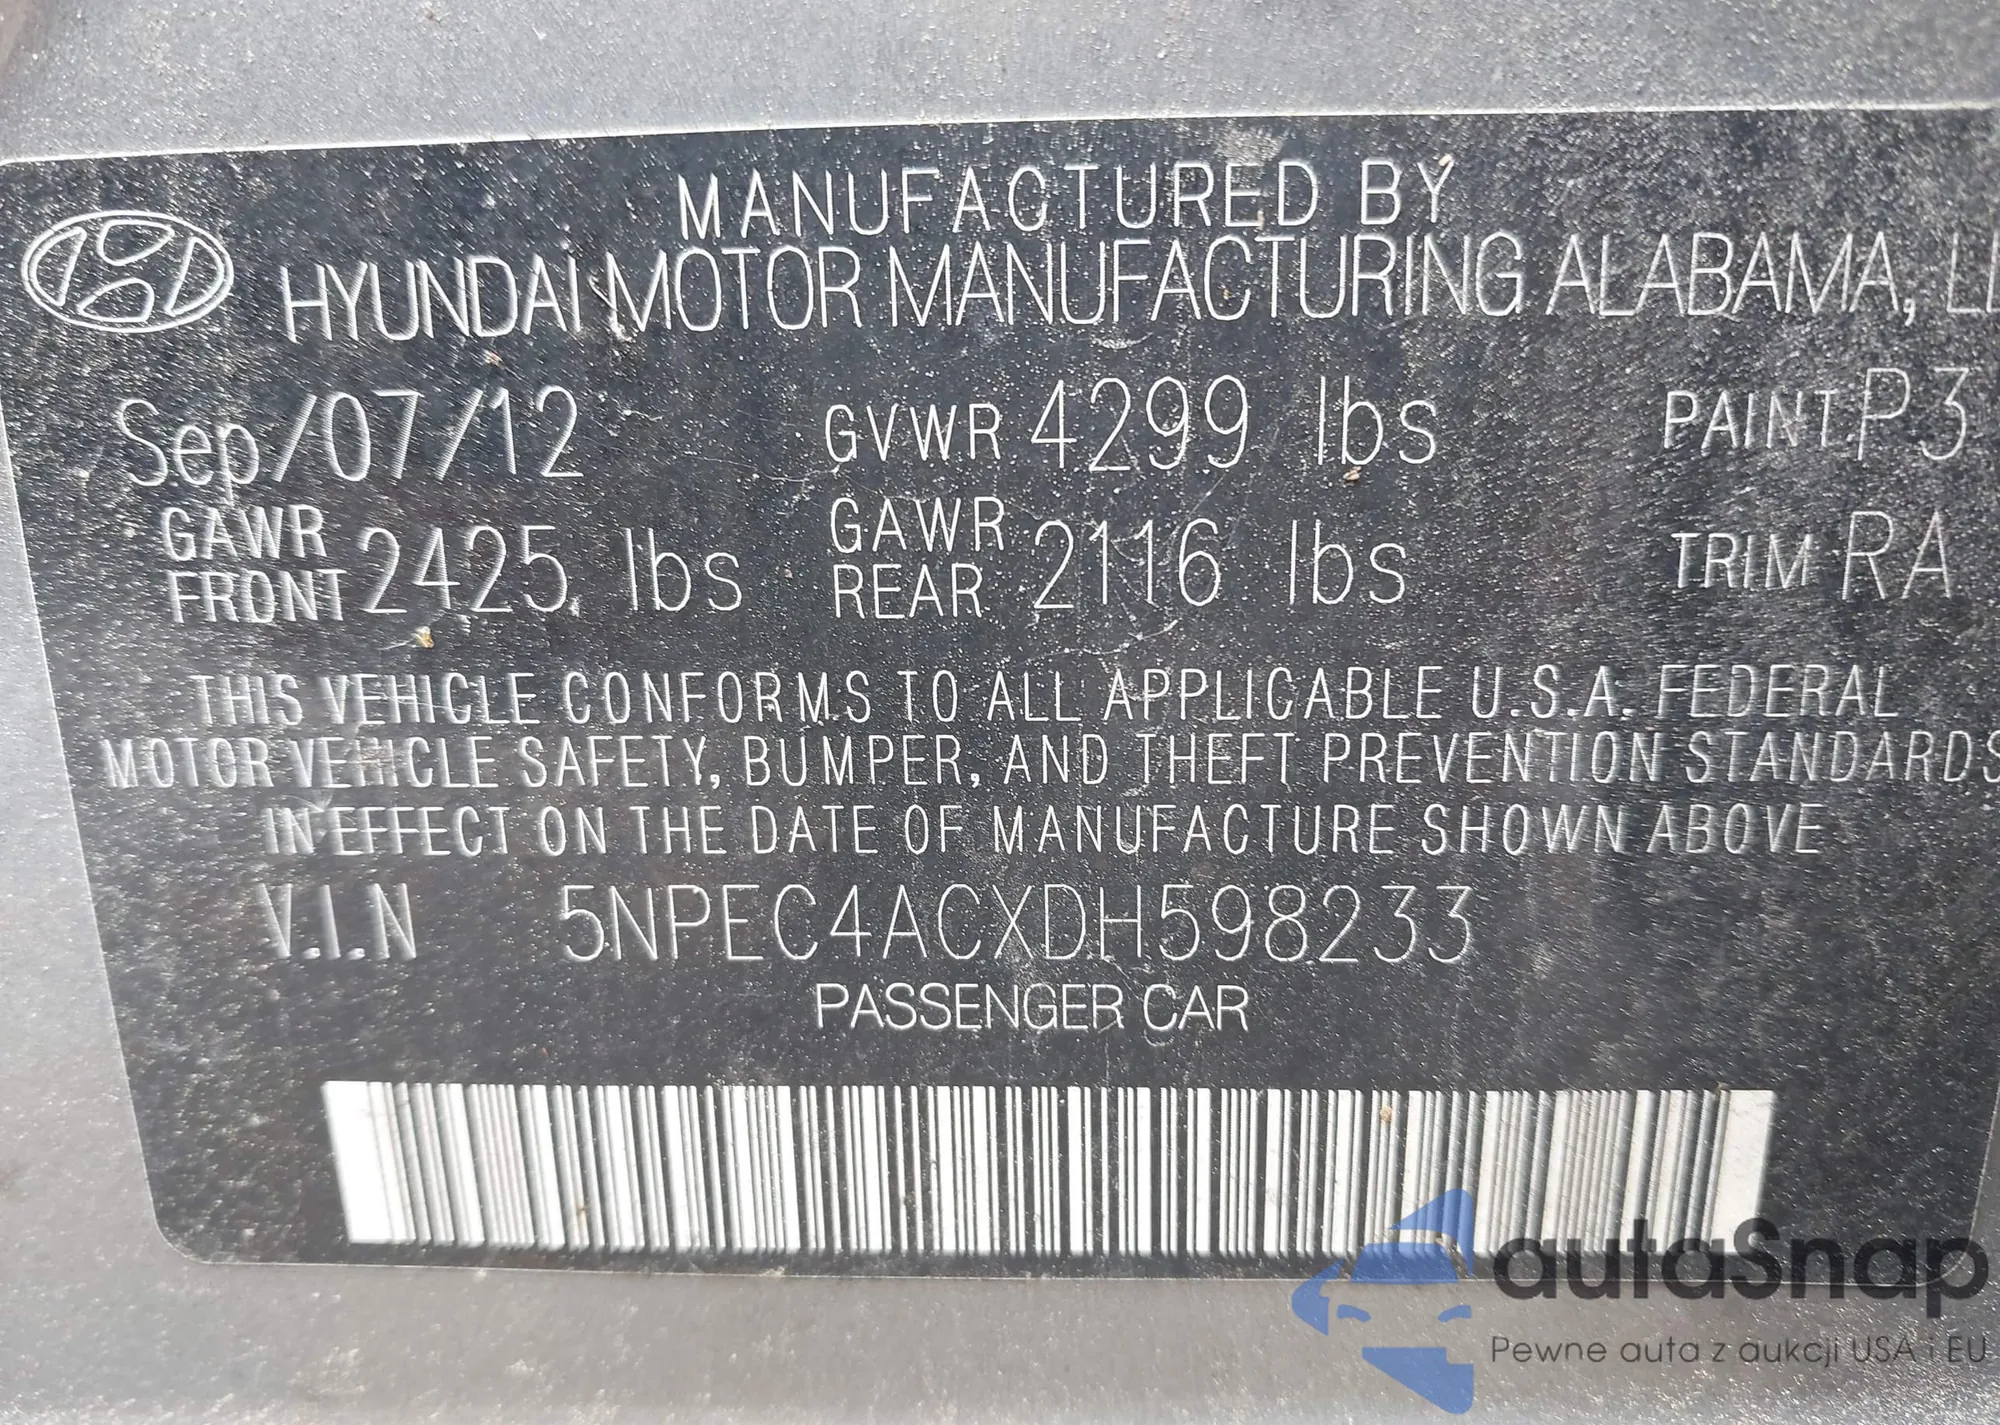 MANUFACTURED BY
HYUNDAI MOTOR MANUFACTURING ALABAMA, LL
Sep/07/12 GVWR 4299 lbs PAINT P3
GAWR FRONT 2425 lbs GAWR REAR 2116 lbs TRIM RA
THIS VEHICLE CONFORMS TO ALL APPLICABLE U.S.A. FEDERAL
MOTOR VEHICLE SAFETY, BUMPER, AND THEFT PREVENTION STANDARDS
IN EFFECT ON THE DATE OF MANUFACTURE SHOWN ABOVE
V.I.N 5NPEC4ACXDH598233
PASSENGER CAR
autaSnap
Pewne auta z aukcji USA i EU